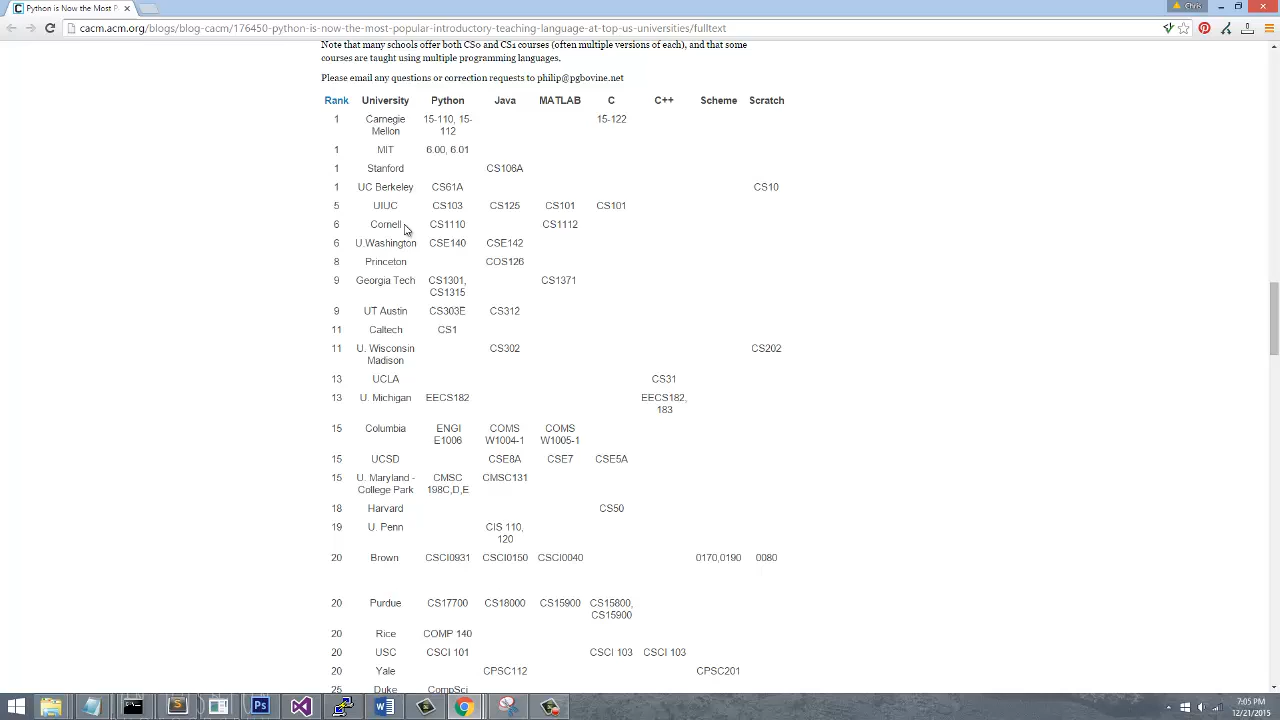 Python is Now the Most P
Chris
cacm.acm.org/blogs/blog-cacm/176450-python-is-now-the-most-popular-introductory-teaching-language-at-top-us-universities/fulltext
Note that many schools offer both CS0 and CS1 courses (often multiple versions of each), and that some
courses are taught using multiple programming languages.
Please email any questions or correction requests to philip@pgbovine.net
Rank University Python Java MATLAB C C++ Scheme Scratch
1 Carnegie 15-110, 15- 15-122
Mellon 112
1 MIT 6.00, 6.01
1 Stanford CS106A
1 UC Berkeley CS61A CS10
5 UIUC CS103 CS125 CS101 CS101
6 Cornell CS1110 CS1112
6 U.Washington CSE140 CSE142
8 Princeton COS126
9 Georgia Tech CS1301, CS1371
CS1315
9 UT Austin CS303E CS312
11 Caltech CS1
11 U. Wisconsin CS302 CS202
Madison
13 UCLA CS31
13 U. Michigan EECS182 EECS182,
183
15 Columbia ENGI COMS COMS
E1006 W1004-1 W1005-1
15 UCSD CSE8A CSE7 CSE5A
15 U. Maryland - CMSC CMSC131
College Park 198C,D,E
18 Harvard CS50
19 U. Penn CIS 110,
120
20 Brown CSCI0931 CSCI0150 CSCI0040 0170,0190 0080
20 Purdue CS17700 CS18000 CS15900 CS15800,
CS15900
20 Rice COMP 140
20 USC CSCI 101 CSCI 103 CSCI 103
20 Yale CPSC112 CPSC201
25 Duke CompSci
7:05 PM
12/21/2015